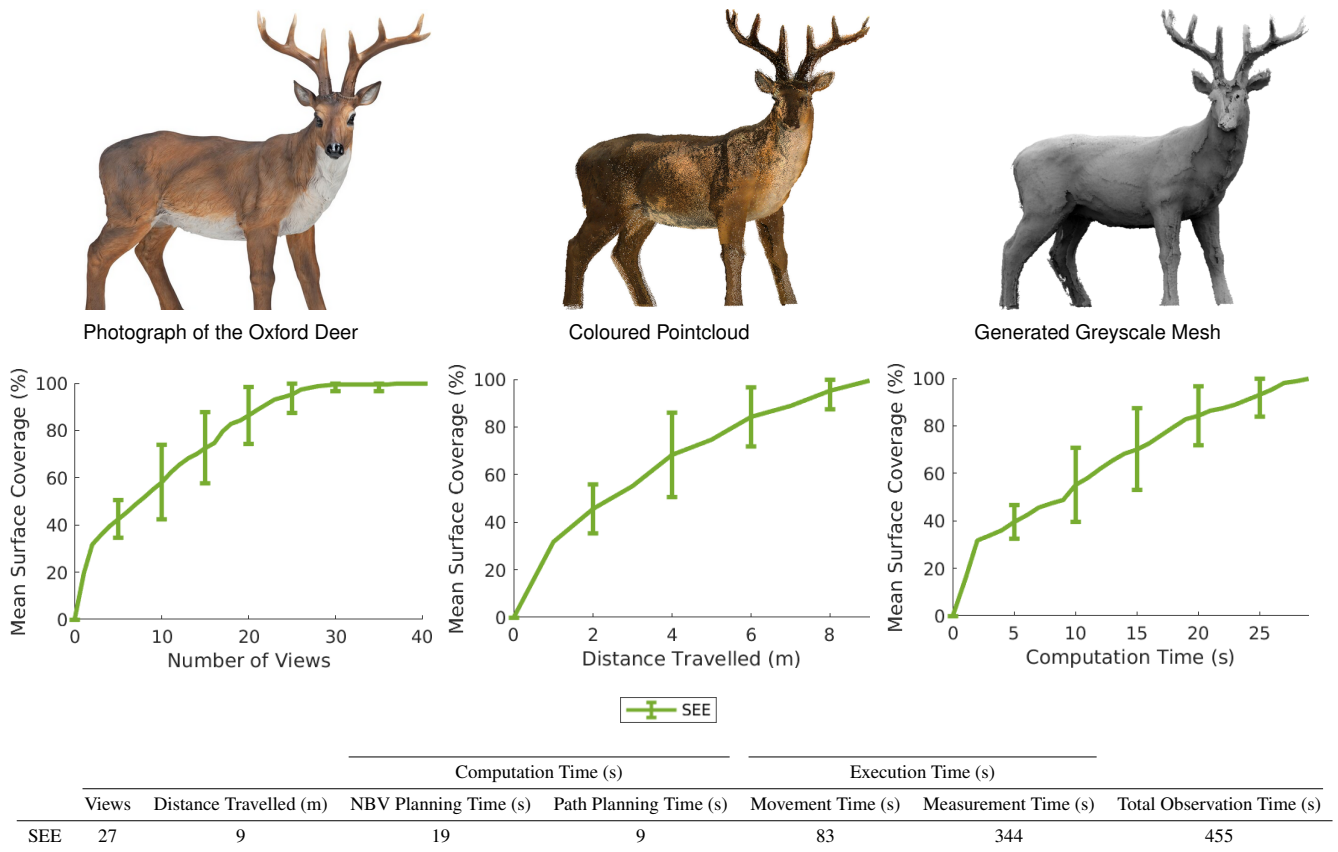 Photograph of the Oxford Deer
Coloured Pointcloud
Generated Greyscale Mesh
Mean Surface Coverage (%)
100
80
60
40
20
0
0 10 20 30 40
Number of Views
Mean Surface Coverage (%)
100
80
60
40
20
0
0 2 4 6 8
Distance Travelled (m)
Mean Surface Coverage (%)
100
80
60
40
20
0
0 5 10 15 20 25
Computation Time (s)
SEE
Computation Time (s) Execution Time (s)
Views Distance Travelled (m) NBV Planning Time (s) Path Planning Time (s) Movement Time (s) Measurement Time (s) Total Observation Time (s)
SEE 27 9 19 9 83 344 455